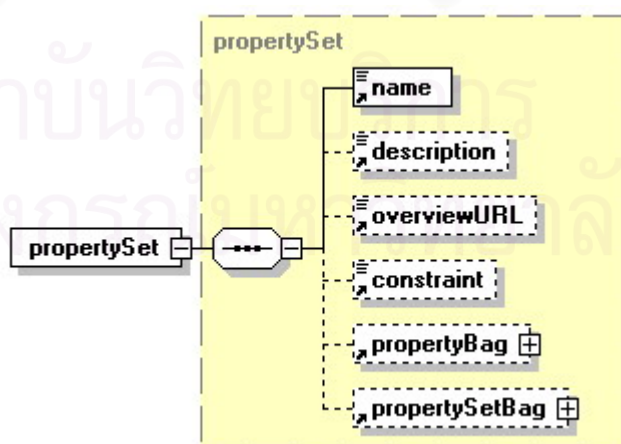 propertySet
name
description
overviewURL
propertySet
constraint
propertyBag
propertySetBag